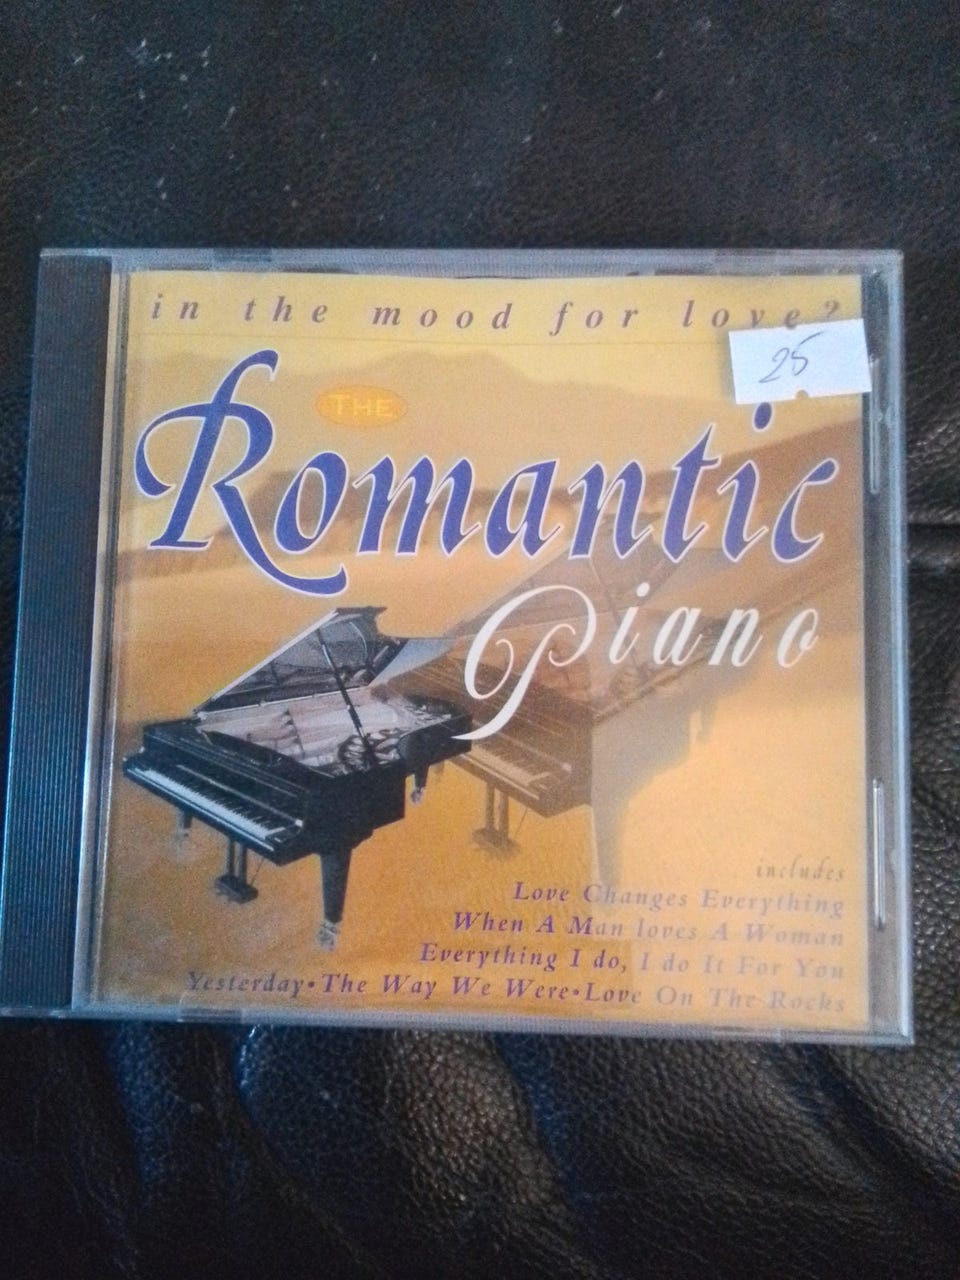 in the mood for love?
25
THE
Romantic
Piano
includes
Love Changes Everything
When A Man loves A Woman
Everything I do, I do It For You
Yesterday•The Way We Were•Love On The Rocks